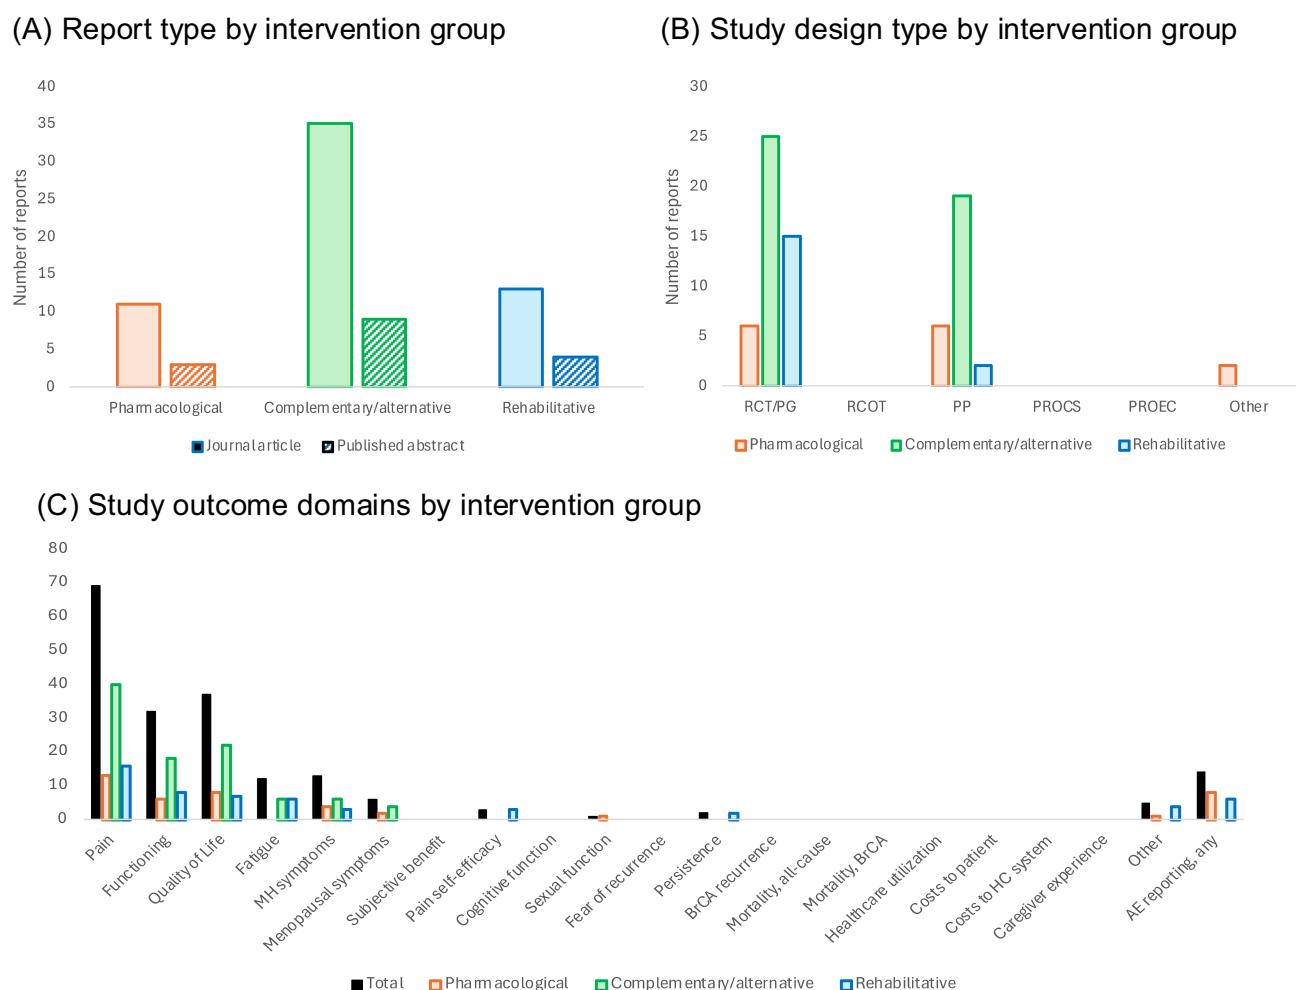 (A) Report type by intervention group
Number of reports
40
35
30
25
20
15
10
5
0
Pharmacological
Complementary/alternative
Rehabilitative
Journal article
Published abstract
(B) Study design type by intervention group
Number of reports
30
25
20
15
10
5
0
RCT/PG
RCOT
PP
PROCS
PROEC
Other
Pharmacological
Complementary/alternative
Rehabilitative
(C) Study outcome domains by intervention group
80
70
60
50
40
30
20
10
0
Pain
Functioning
Quality of Life
Fatigue
MH symptoms
Menopausal symptoms
Subjective benefit
Pain self-efficacy
Cognitive function
Sexual function
Fear of recurrence
Persistence
BrCA recurrence
Mortality, all-cause
Mortality, BrCA
Healthcare utilization
Costs to patient
Costs to HC system
Caregiver experience
Other
AE reporting, any
Total
Pharmacological
Complementary/alternative
Rehabilitative